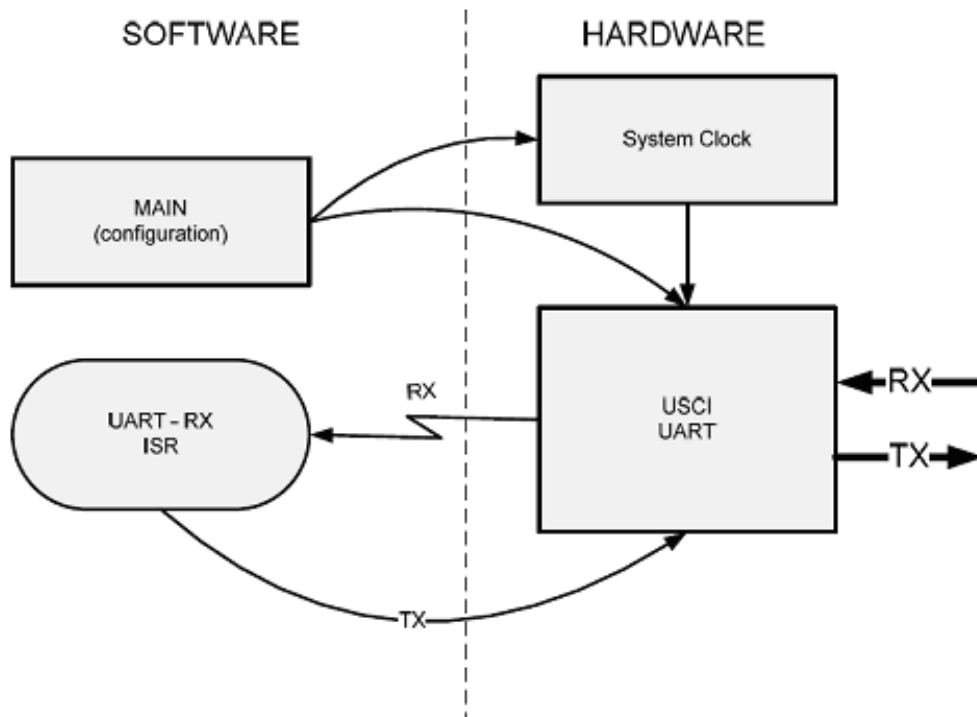 SOFTWARE
HARDWARE
System Clock
MAIN
(configuration)
RX
UART - RX
ISR
USCI
UART
RX
TX
TX